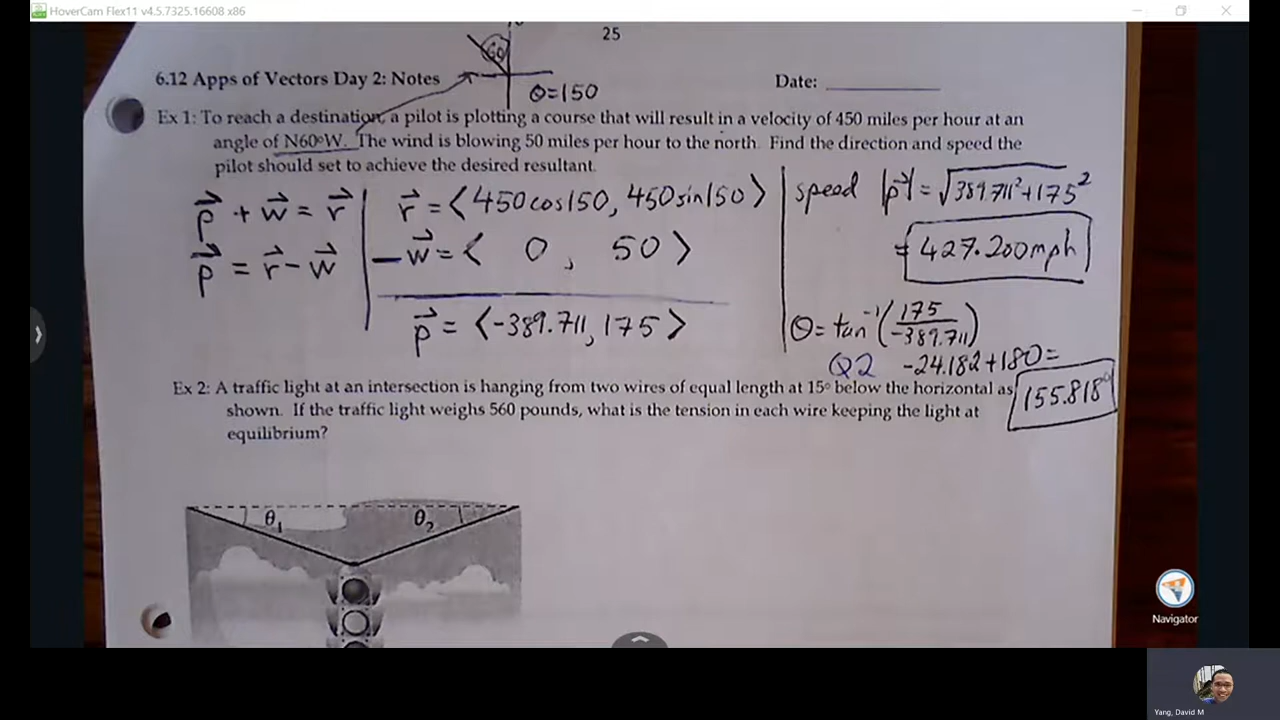 HoverCam Flex11 v4.5.7325.16608 x86
25
60
6.12 Apps of Vectors Day 2: Notes
Date:
θ=150
Ex 1: To reach a destination, a pilot is plotting a course that will result in a velocity of 450 miles per hour at an
angle of N60°W. The wind is blowing 50 miles per hour to the north. Find the direction and speed the
pilot should set to achieve the desired resultant.
p⃗ + w⃗ = r⃗
r⃗ = ⟨450cos150, 450sin150⟩
speed |p⃗| = √389.711²+175²
p⃗ = r⃗ - w⃗
-w⃗ = ⟨ 0 , 50 ⟩
= 427.200mph
p⃗ = ⟨-389.711, 175⟩
θ = tan⁻¹(175/-389.711)
Q2 -24.182+180=
155.818°
Ex 2: A traffic light at an intersection is hanging from two wires of equal length at 15° below the horizontal as
shown. If the traffic light weighs 560 pounds, what is the tension in each wire keeping the light at
equilibrium?
θ₁ θ₂
Navigator
Yang, David M